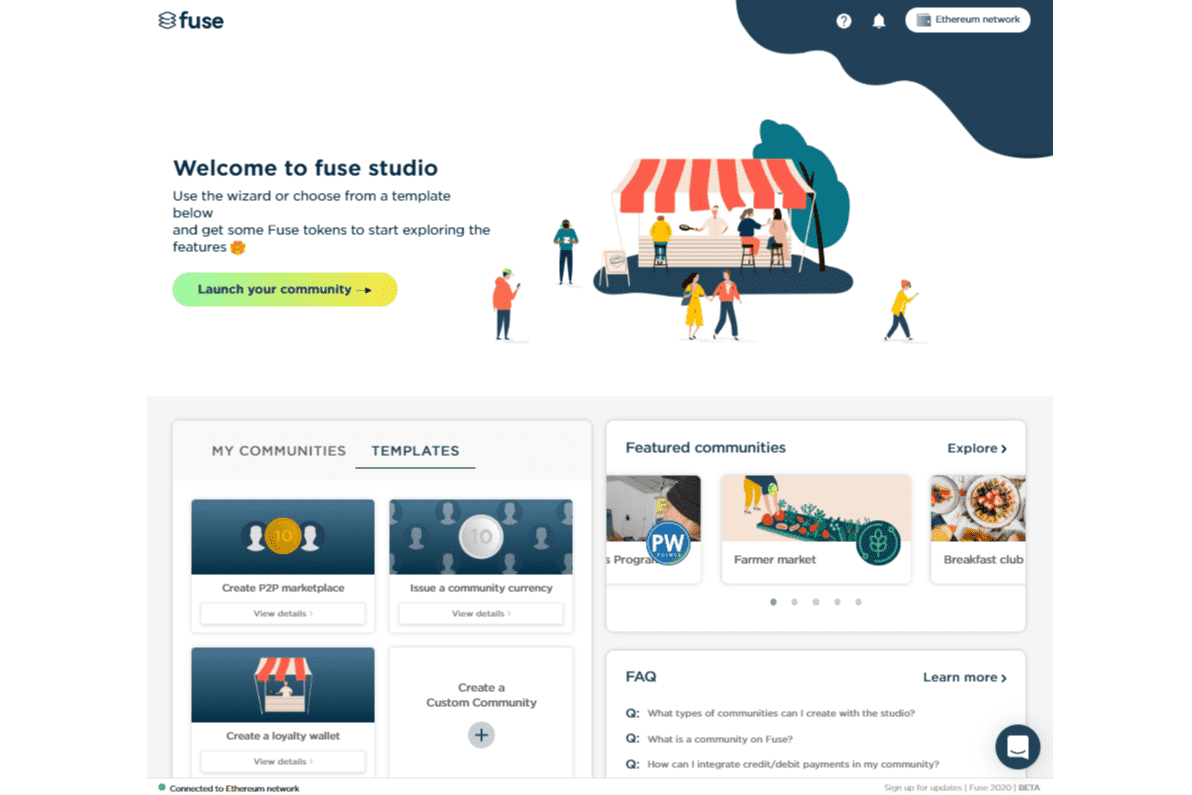 fuse
Ethereum network
Welcome to fuse studio
Use the wizard or choose from a template
below
and get some Fuse tokens to start exploring the
features
Launch your community
MY COMMUNITIES
TEMPLATES
10
Create P2P marketplace
View details
10
Issue a community currency
View details
Create a loyalty wallet
View details
Create a
Custom Community
Featured communities
Explore
PW
POINTS
Farmer market
Breakfast club
FAQ
Learn more
Q: What types of communities can I create with the studio?
Q: What is a community on Fuse?
Q: How can I integrate credit/debit payments in my community?
Connected to Ethereum network
Sign up for updates | Fuse 2020 | BETA